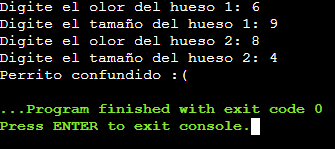 Digite el olor del hueso 1: 6
Digite el tamaño del hueso 1: 9
Digite el olor del hueso 2: 8
Digite el tamaño del hueso 2: 4
Perrito confundido :(
...Program finished with exit code 0
Press ENTER to exit console.